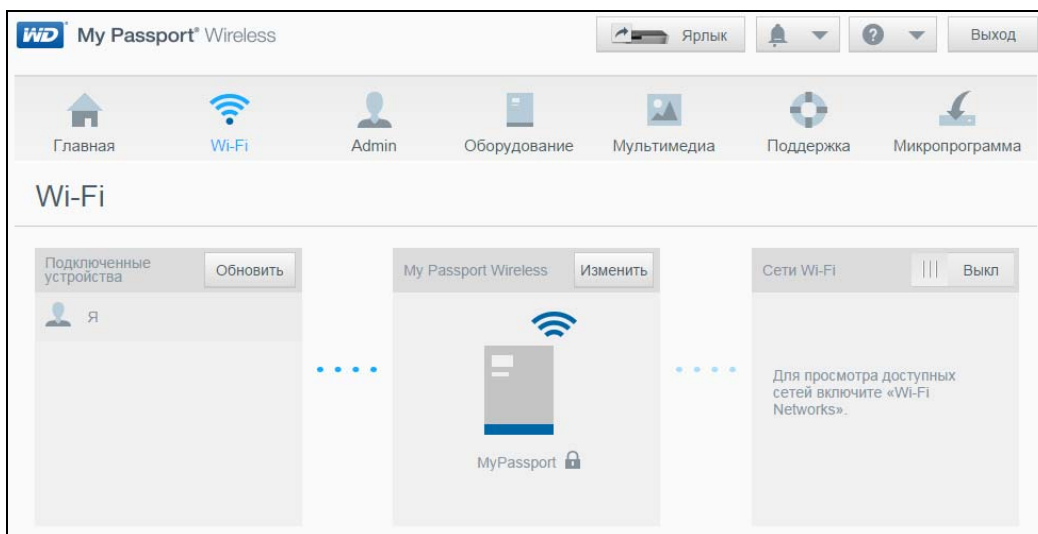 WD My Passport® Wireless
Ярлык
Выход
Главная
Wi-Fi
Admin
Оборудование
Мультимедиа
Поддержка
Микропрограмма
Wi-Fi
Подключенные
устройства
Обновить
Я
My Passport Wireless
Изменить
MyPassport
Сети Wi-Fi
Выкл
Для просмотра доступных
сетей включите «Wi-Fi
Networks».